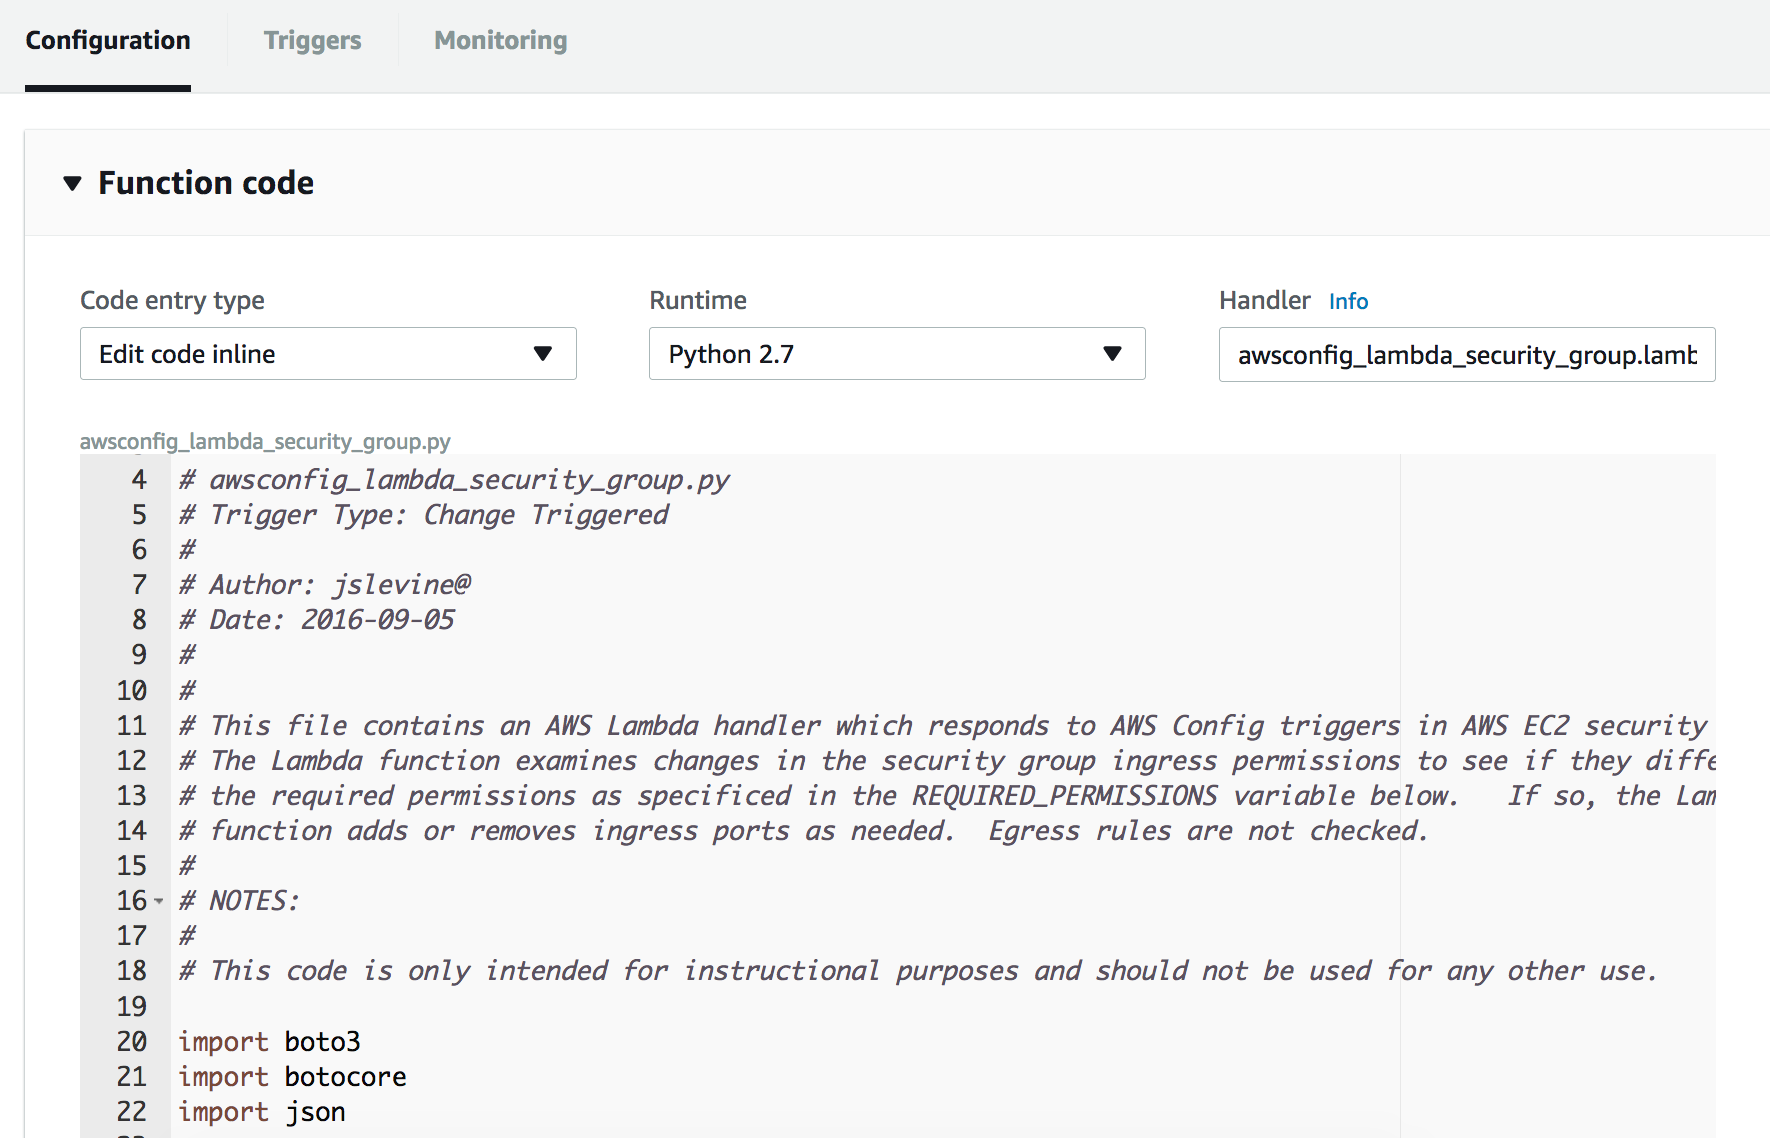 Configuration Triggers Monitoring
Function code
Code entry type Runtime Handler Info
Edit code inline Python 2.7 awsconfig_lambda_security_group.lamb
awsconfig_lambda_security_group.py
4 # awsconfig_lambda_security_group.py
5 # Trigger Type: Change Triggered
6 #
7 # Author: jslevine@
8 # Date: 2016-09-05
9 #
10 #
11 # This file contains an AWS Lambda handler which responds to AWS Config triggers in AWS EC2 security
12 # The Lambda function examines changes in the security group ingress permissions to see if they diffe
13 # the required permissions as specificed in the REQUIRED_PERMISSIONS variable below.   If so, the Lam
14 # function adds or removes ingress ports as needed.  Egress rules are not checked.
15 #
16 # NOTES:
17 #
18 # This code is only intended for instructional purposes and should not be used for any other use.
19
20 import boto3
21 import botocore
22 import json